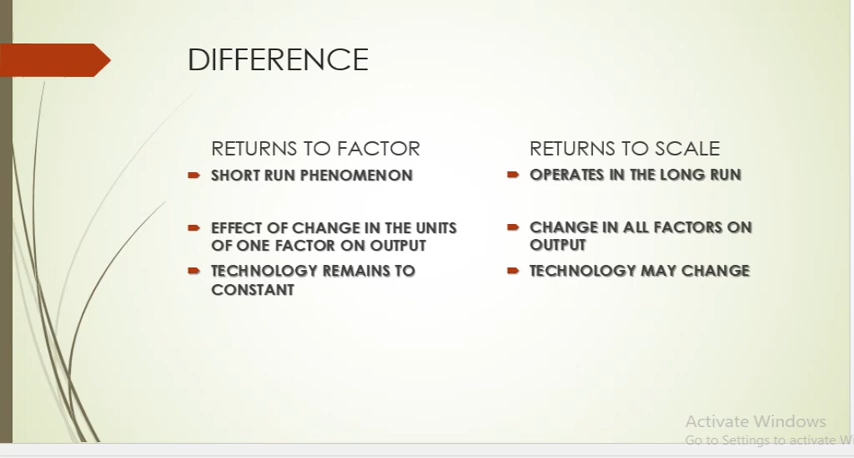 DIFFERENCE
RETURNS TO FACTOR
SHORT RUN PHENOMENON
EFFECT OF CHANGE IN THE UNITS
OF ONE FACTOR ON OUTPUT
TECHNOLOGY REMAINS TO
CONSTANT
RETURNS TO SCALE
OPERATES IN THE LONG RUN
CHANGE IN ALL FACTORS ON
OUTPUT
TECHNOLOGY MAY CHANGE
Activate Windows
Go to Settings to activate W